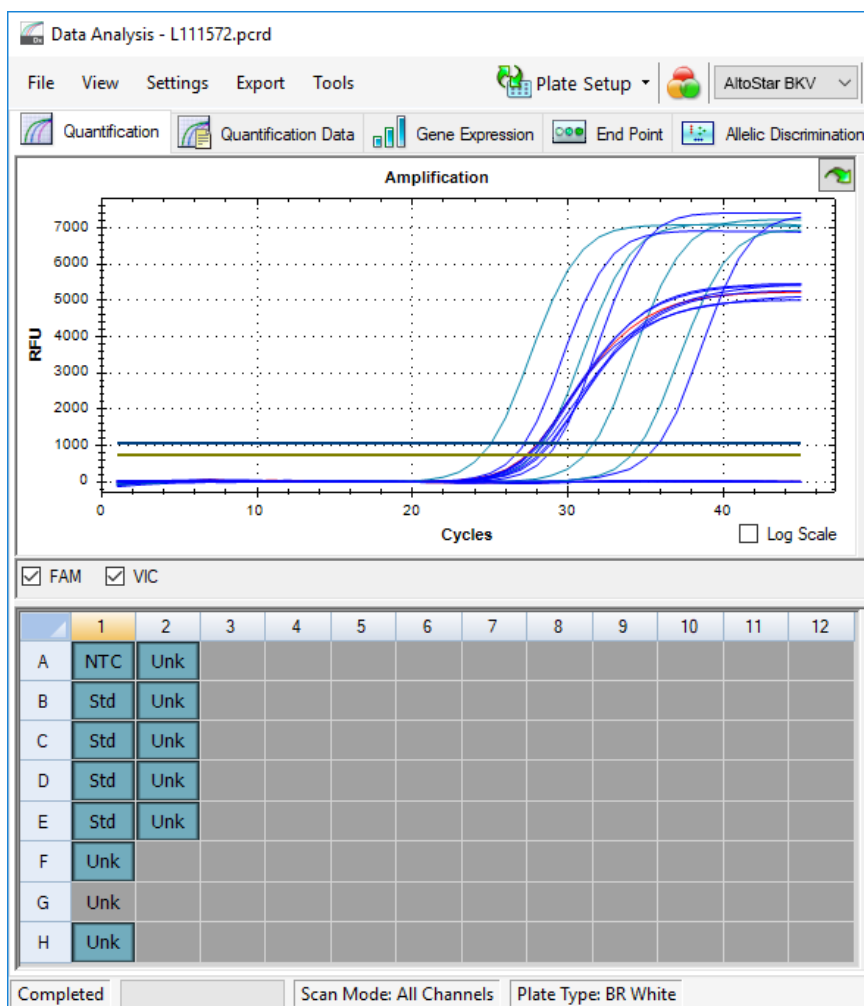 Data Analysis - L111572.pcrd
File View Settings Export Tools Plate Setup AltoStar BKV
Quantification Quantification Data Gene Expression End Point Allelic Discrimination
Amplification
7000
6000
5000
4000
RFU
3000
2000
1000
0
0 10 20 30 40
Cycles
Log Scale
FAM VIC
1 2 3 4 5 6 7 8 9 10 11 12
A NTC Unk
B Std Unk
C Std Unk
D Std Unk
E Std Unk
F Unk
G Unk
H Unk
Completed Scan Mode: All Channels Plate Type: BR White